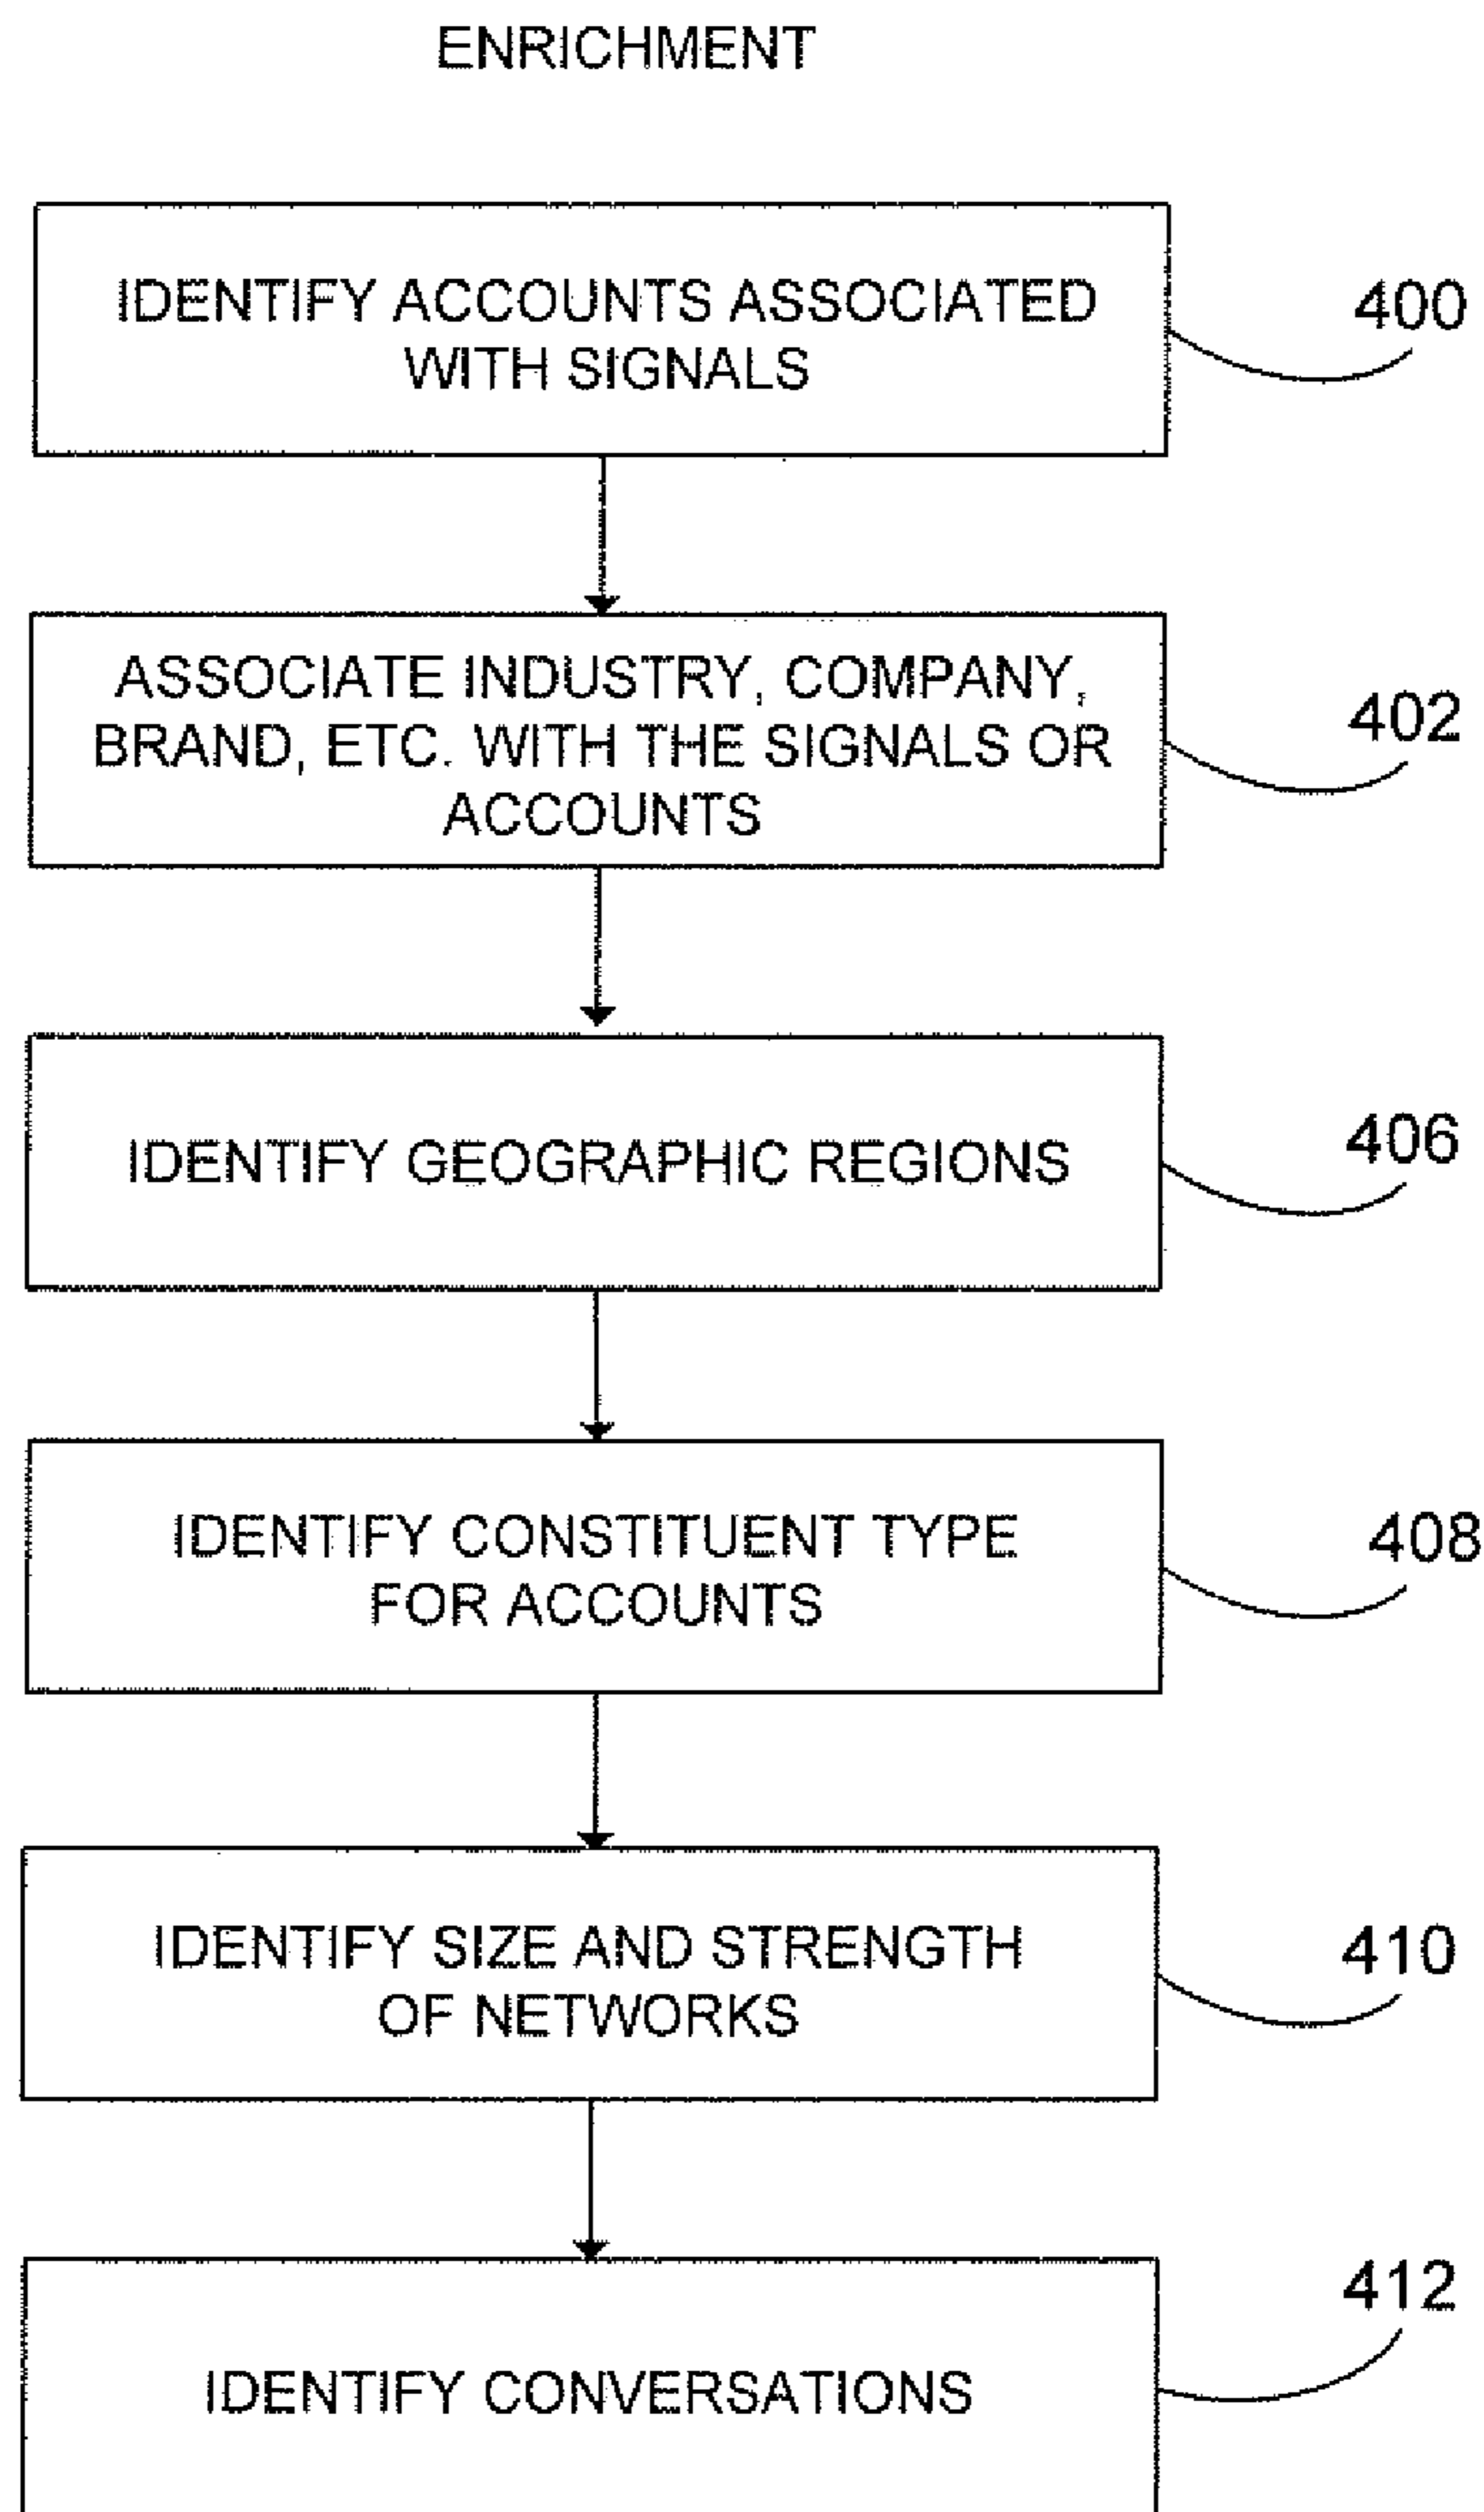 ENRICHMENT
IDENTIFY ACCOUNTS ASSOCIATED
WITH SIGNALS
400
ASSOCIATE INDUSTRY, COMPANY,
BRAND, ETC. WITH THE SIGNALS OR
ACCOUNTS
402
IDENTIFY GEOGRAPHIC REGIONS
406
IDENTIFY CONSTITUENT TYPE
FOR ACCOUNTS
408
IDENTIFY SIZE AND STRENGTH
OF NETWORKS
410
IDENTIFY CONVERSATIONS
412